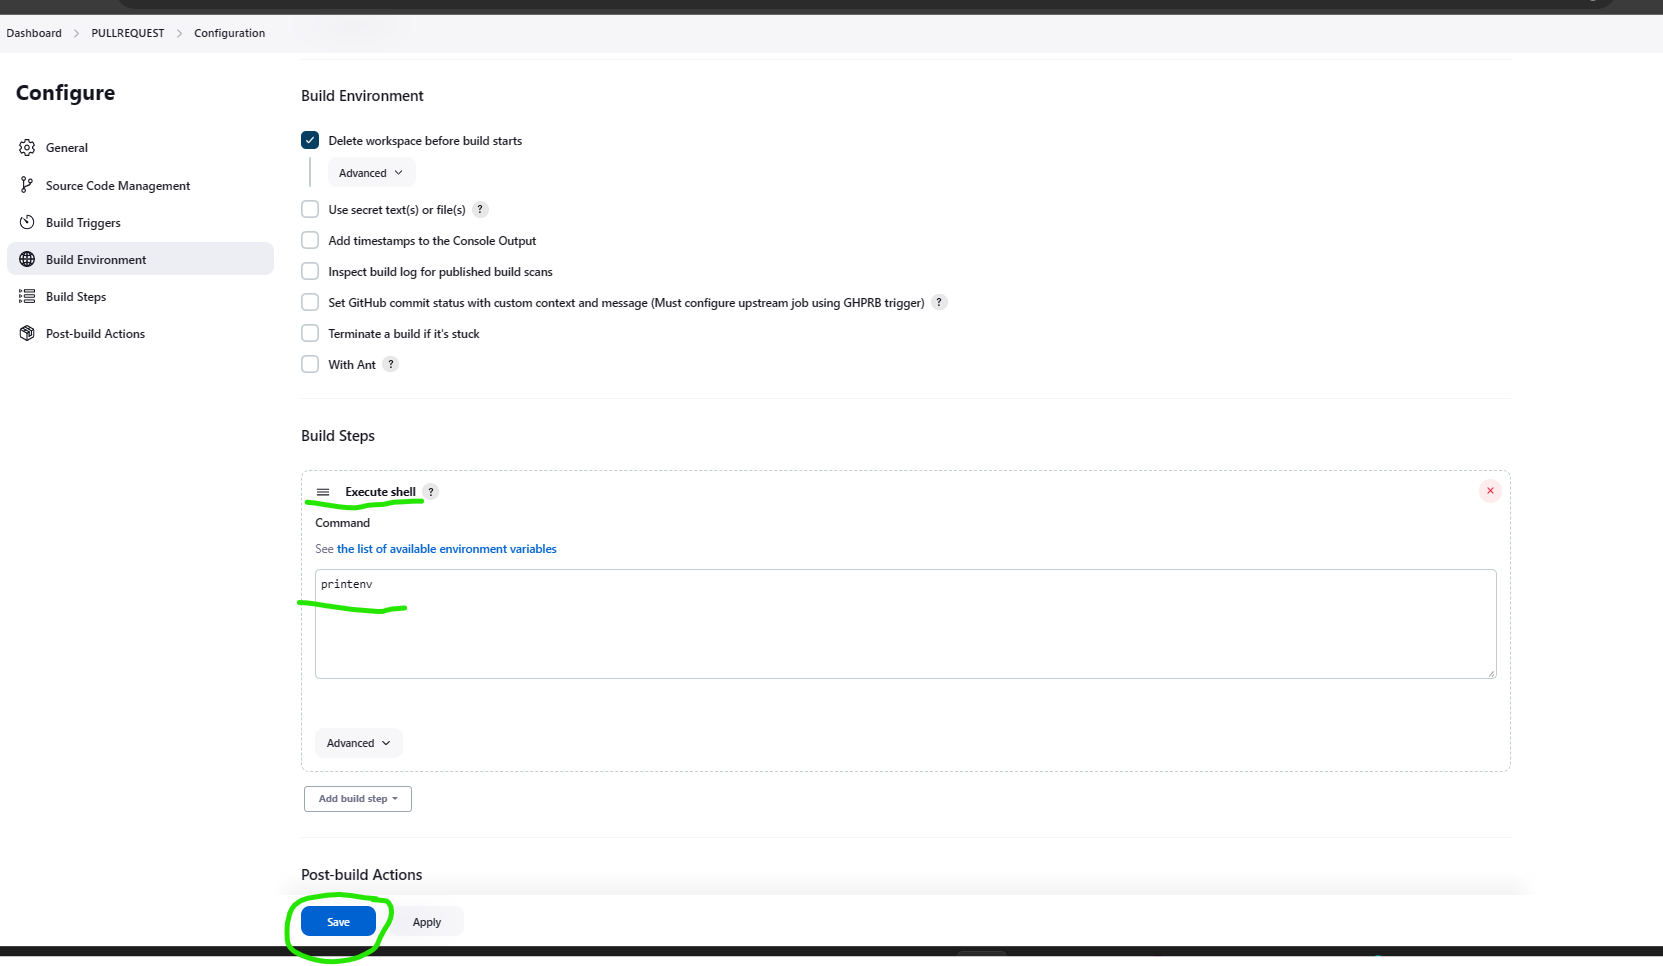 Dashboard > PULLREQUEST > Configuration
Configure
General
Source Code Management
Build Triggers
Build Environment
Build Steps
Post-build Actions
Build Environment
Delete workspace before build starts
Advanced
Use secret text(s) or file(s) ?
Add timestamps to the Console Output
Inspect build log for published build scans
Set GitHub commit status with custom context and message (Must configure upstream job using GHPRB trigger) ?
Terminate a build if it's stuck
With Ant ?
Build Steps
Execute shell ?
Command
See the list of available environment variables
printenv
Advanced
Add build step
Post-build Actions
Save Apply